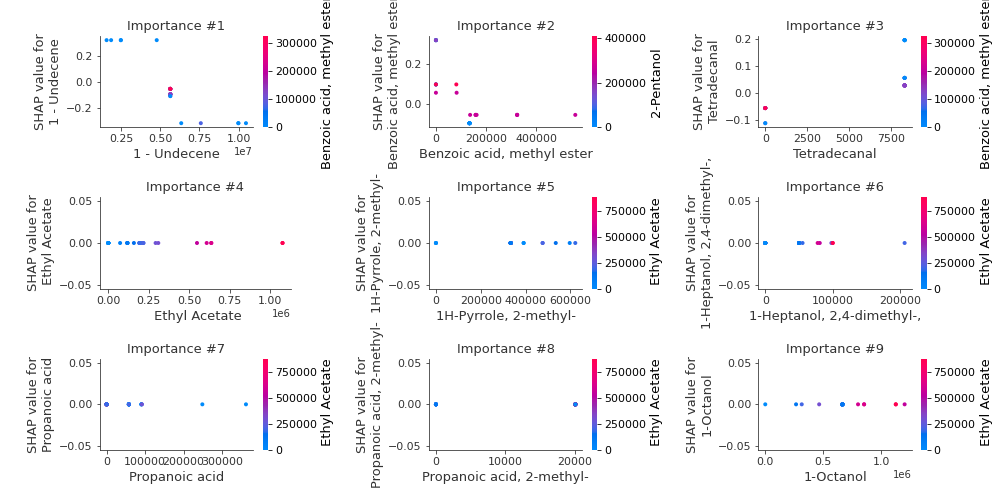 Importance #1
SHAP value for
1 - Undecene
0.2
0.0
−0.2
0.25
0.50
0.75
1.00
1e7
1 - Undecene
300000
200000
100000
0
Benzoic acid, methyl ester
Importance #2
SHAP value for
Benzoic acid, methyl ester
0.2
0.0
0
200000
400000
Benzoic acid, methyl ester
400000
200000
0
2-Pentanol
Importance #3
SHAP value for
Tetradecanal
0.2
0.1
0.0
−0.1
0
2500
5000
7500
Tetradecanal
300000
200000
100000
0
Benzoic acid, methyl ester
Importance #4
SHAP value for
Ethyl Acetate
0.05
0.00
−0.05
0.00
0.25
0.50
0.75
1.00
1e6
Ethyl Acetate
750000
500000
250000
0
Ethyl Acetate
Importance #5
SHAP value for
1H-Pyrrole, 2-methyl-
0.05
0.00
−0.05
0
200000
400000
600000
1H-Pyrrole, 2-methyl-
750000
500000
250000
0
Ethyl Acetate
Importance #6
SHAP value for
1-Heptanol, 2,4-dimethyl-,
0.05
0.00
−0.05
0
100000
200000
1-Heptanol, 2,4-dimethyl-,
750000
500000
250000
0
Ethyl Acetate
Importance #7
SHAP value for
Propanoic acid
0.05
0.00
−0.05
0
100000
200000
300000
Propanoic acid
750000
500000
250000
0
Ethyl Acetate
Importance #8
SHAP value for
Propanoic acid, 2-methyl-
0.05
0.00
−0.05
0
10000
20000
Propanoic acid, 2-methyl-
750000
500000
250000
0
Ethyl Acetate
Importance #9
SHAP value for
1-Octanol
0.05
0.00
−0.05
0.0
0.5
1.0
1e6
1-Octanol
750000
500000
250000
0
Ethyl Acetate